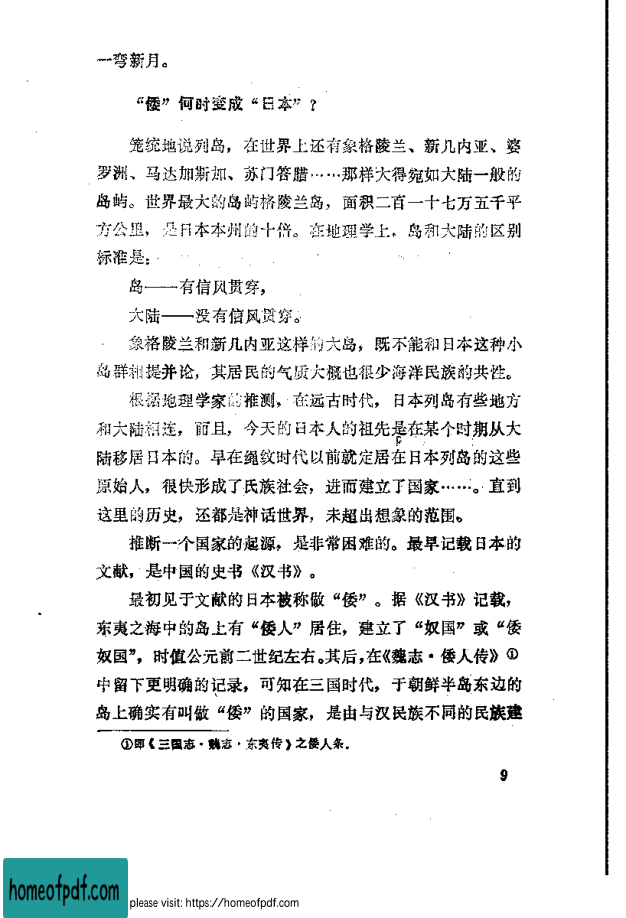 一弯新月。
“倭”何时变成“日本”？
笼统地说列岛，在世界上还有象格陵兰、新几内亚、婆
罗洲、马达加斯加、苏门答腊……那样大得宛如大陆一般的
岛屿。世界最大的岛屿格陵兰岛，面积二百一十七万五千平
方公里，是日本本州的十倍。在地理学上，岛和大陆的区别
标准是：
岛——有信风贯穿，
大陆——没有信风贯穿。
象格陵兰和新几内亚这样的大岛，既不能和日本这种小
岛群相提并论，其居民的气质大概也很少海洋民族的共性。
根据地理学家的推测，在远古时代，日本列岛有些地方
和大陆相连，而且，今天的日本人的祖先是在某个时期从大
陆移居日本的。早在绳纹时代以前就定居在日本列岛的这些
原始人，很快形成了氏族社会，进而建立了国家……。直到
这里的历史，还都是神话世界，未超出想象的范围。
推断一个国家的起源，是非常困难的。最早记载日本的
文献，是中国的史书《汉书》。
最初见于文献的日本被称做“倭”。据《汉书》记载，
东夷之海中的岛上有“倭人”居住，建立了“奴国”或“倭
奴国”，时值公元前二世纪左右。其后，在《魏志·倭人传》①
中留下更明确的记录，可知在三国时代，于朝鲜半岛东边的
岛上确实有叫做“倭”的国家，是由与汉民族不同的民族建
①即《三国志·魏志·东夷传》之倭人条．
9
homeofpdf.com
please visit: https://homeofpdf.com